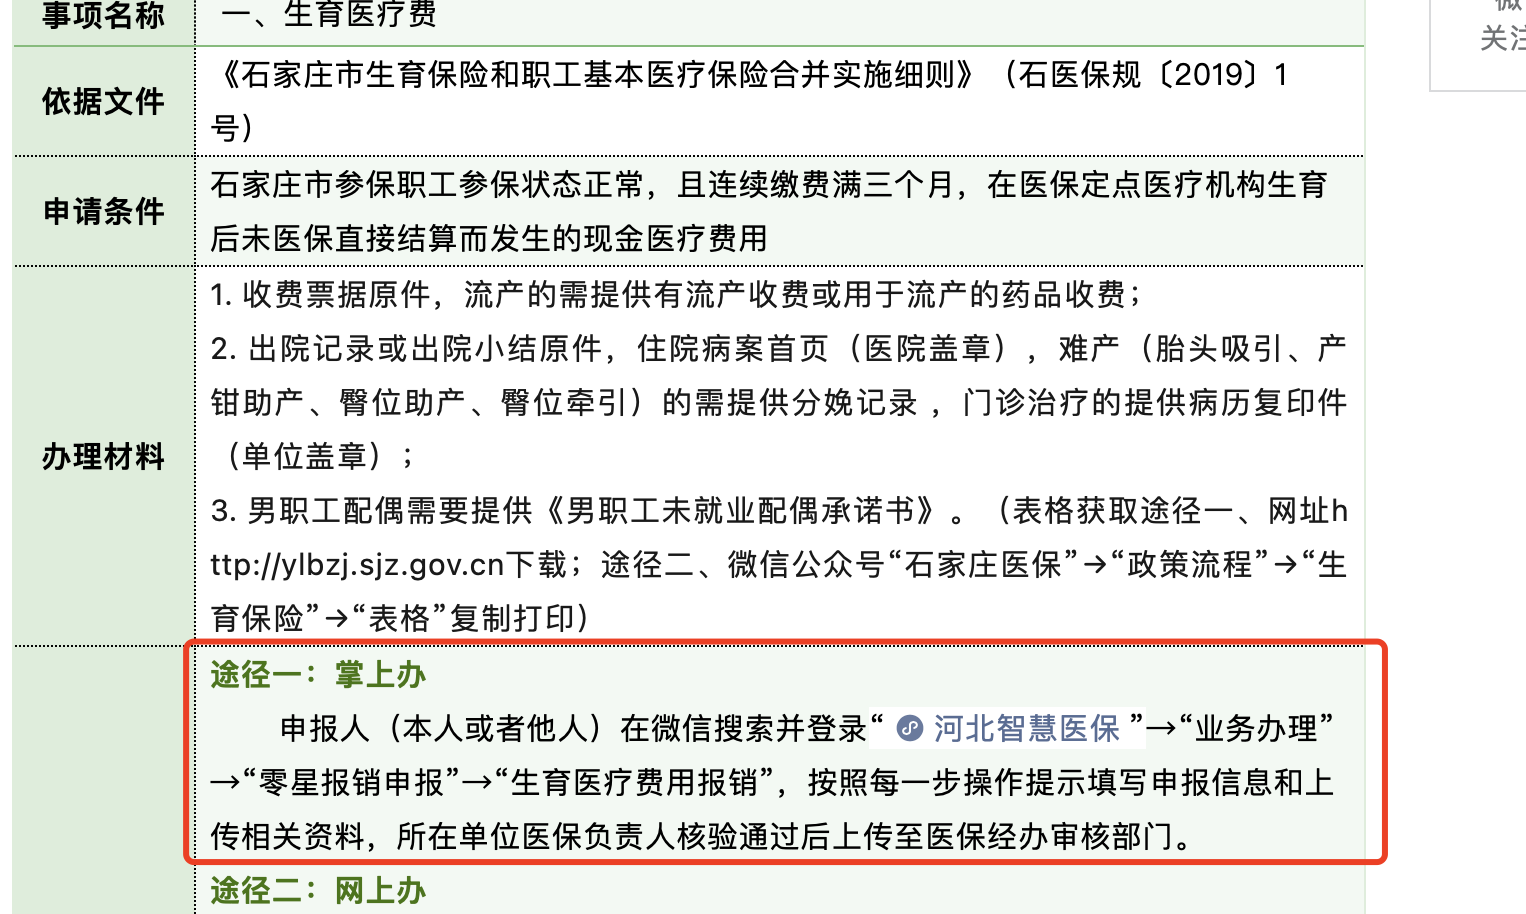 事项名称
一、生育医疗费
关注
依据文件
《石家庄市生育保险和职工基本医疗保险合并实施细则》（石医保规〔2019〕1
号）
申请条件
石家庄市参保职工参保状态正常，且连续缴费满三个月，在医保定点医疗机构生育
后未医保直接结算而发生的现金医疗费用
办理材料
1. 收费票据原件，流产的需提供有流产收费或用于流产的药品收费；
2. 出院记录或出院小结原件，住院病案首页（医院盖章），难产（胎头吸引、产
钳助产、臀位助产、臀位牵引）的需提供分娩记录，门诊治疗的提供病历复印件
（单位盖章）；
3. 男职工配偶需要提供《男职工未就业配偶承诺书》。（表格获取途径一、网址h
ttp://ylbzj.sjz.gov.cn下载；途径二、微信公众号“石家庄医保”→“政策流程”→“生
育保险”→“表格”复制打印）
途径一：掌上办
申报人（本人或者他人）在微信搜索并登录“ 河北智慧医保 ”→“业务办理”
→“零星报销申报”→“生育医疗费用报销”，按照每一步操作提示填写申报信息和上
传相关资料，所在单位医保负责人核验通过后上传至医保经办审核部门。
途径二：网上办